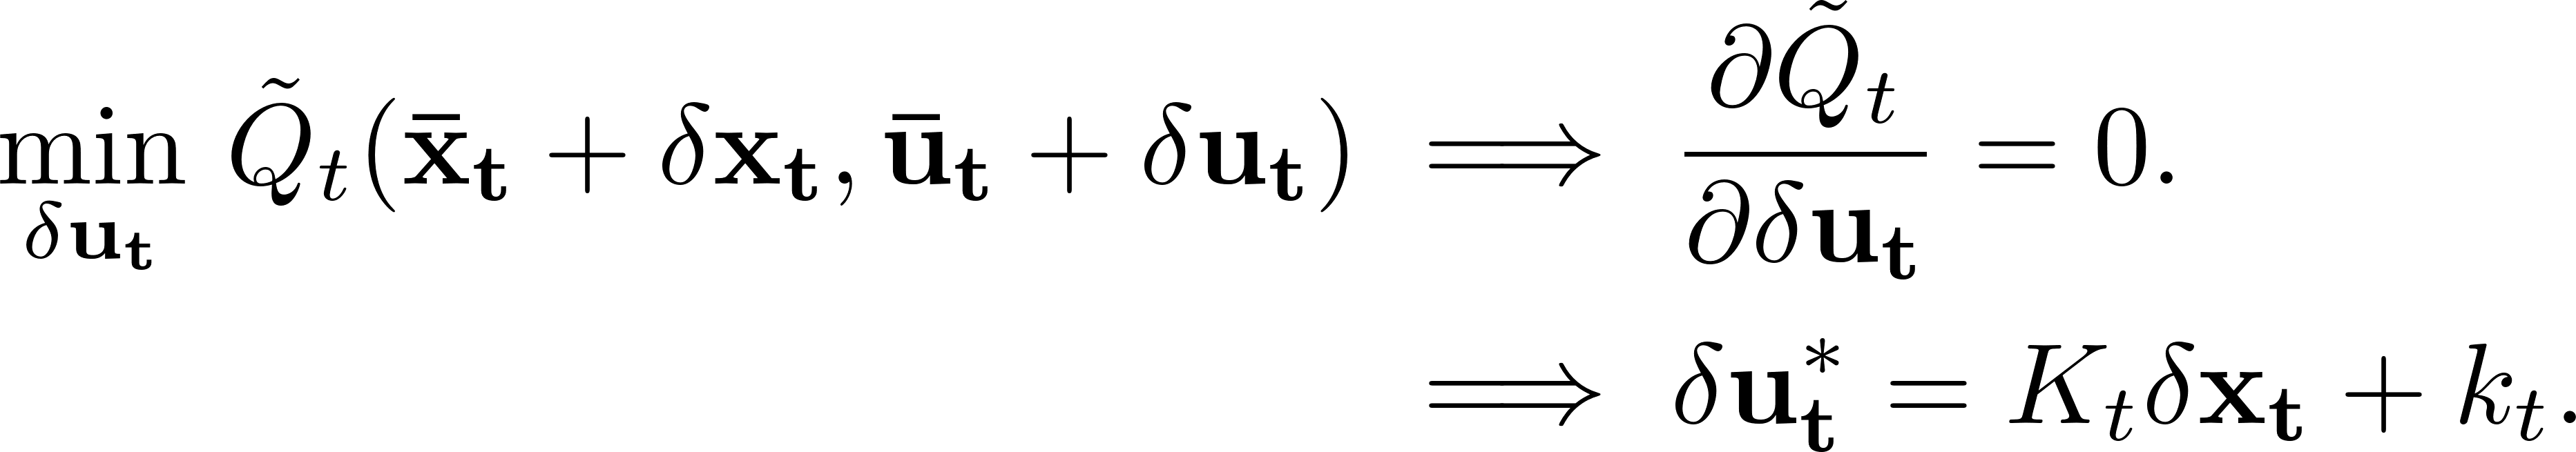 \min_{\delta \mathbf{u_t}} \tilde{Q}_t(\bar{\mathbf{x}}_{\mathbf{t}} + \delta \mathbf{x_t}, \bar{\mathbf{u}}_{\mathbf{t}} + \delta \mathbf{u_t}) \implies \frac{\partial \tilde{Q}_t}{\partial \delta \mathbf{u_t}} = 0.
\implies \delta \mathbf{u_t^*} = K_t \delta \mathbf{x_t} + k_t.